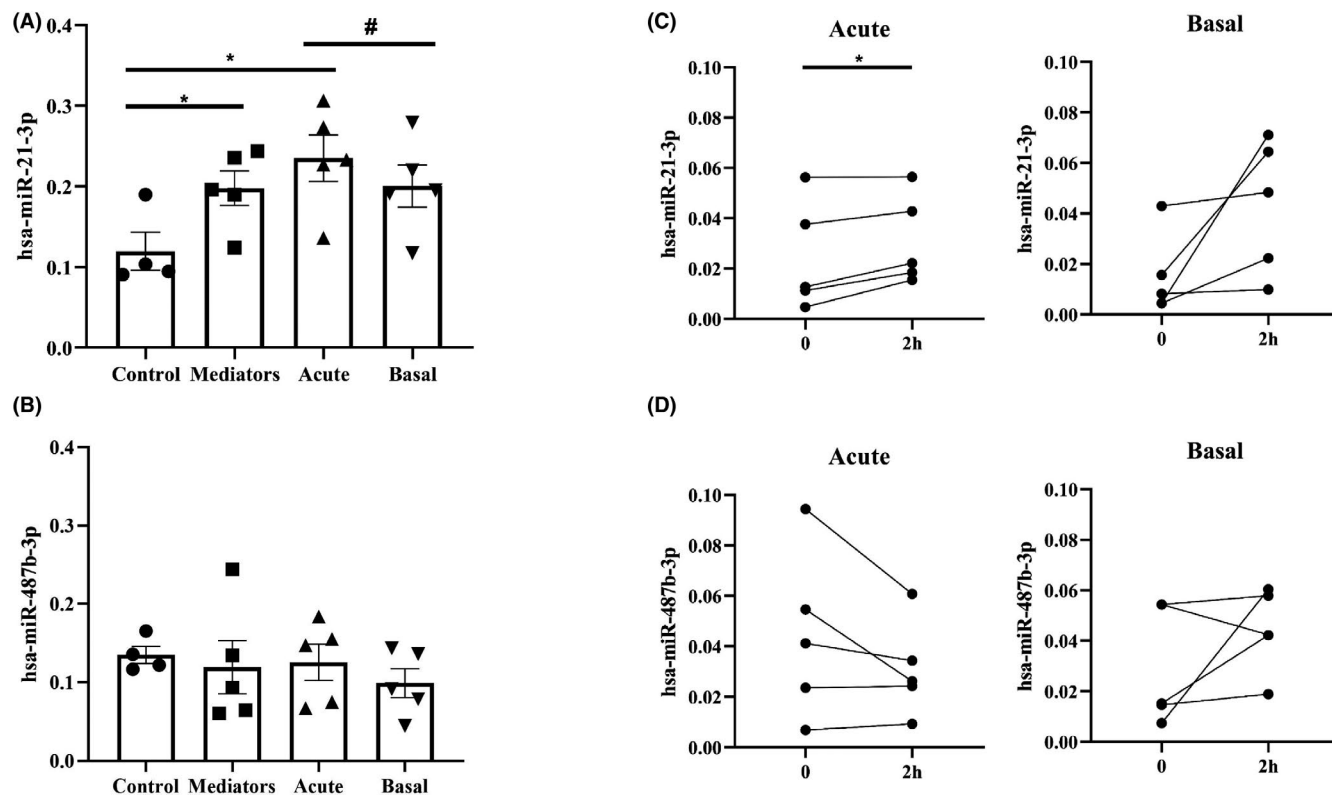 (A)
hsa-miR-21-3p
0.4
0.3
0.2
0.1
0.0
*
*
#
Control Mediators Acute Basal
(B)
hsa-miR-487b-3p
0.4
0.3
0.2
0.1
0.0
Control Mediators Acute Basal
(C)
Acute
hsa-miR-21-3p
0.10
0.08
0.06
0.04
0.02
0.00
*
0 2h
Basal
hsa-miR-21-3p
0.10
0.08
0.06
0.04
0.02
0.00
0 2h
(D)
Acute
hsa-miR-487b-3p
0.10
0.08
0.06
0.04
0.02
0.00
0 2h
Basal
hsa-miR-487b-3p
0.10
0.08
0.06
0.04
0.02
0.00
0 2h